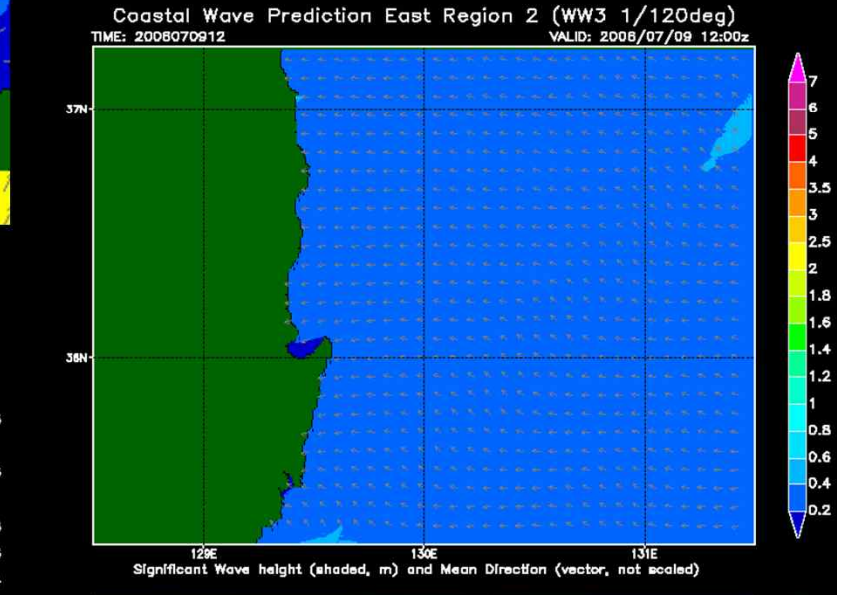 Coastal Wave Prediction East Region 2 (WW3 1/120deg)
TIME: 2008070912 VALID: 2008/07/09 12:00z
37N
36N
129E 130E 131E
7
6
5
4
3.5
3
2.5
2
1.8
1.6
1.4
1.2
1
0.8
0.6
0.4
0.2
Significant Wave height (shaded, m) and Mean Direction (vector, not scaled)